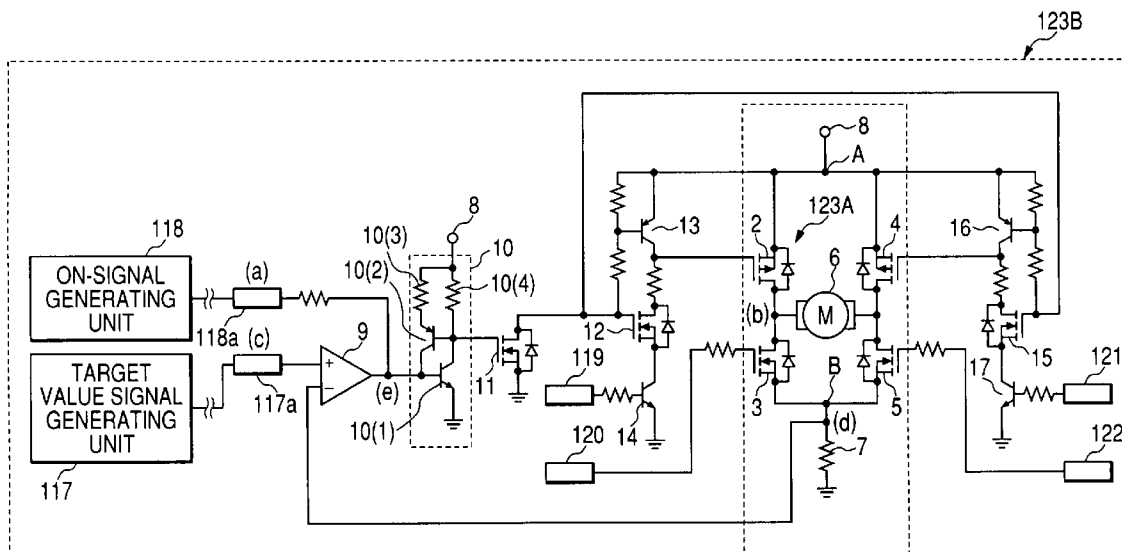 123B
8
A
118
ON-SIGNAL
GENERATING
UNIT
(a)
118a
10(3)
10(2)
8
10
10(4)
13
2
123A
4
16
6
M
(b)
(c)
9
+
−
(e)
117a
TARGET
VALUE SIGNAL
GENERATING
UNIT
117
10(1)
11
12
119
14
120
3
B
(d)
7
5
15
17
121
122